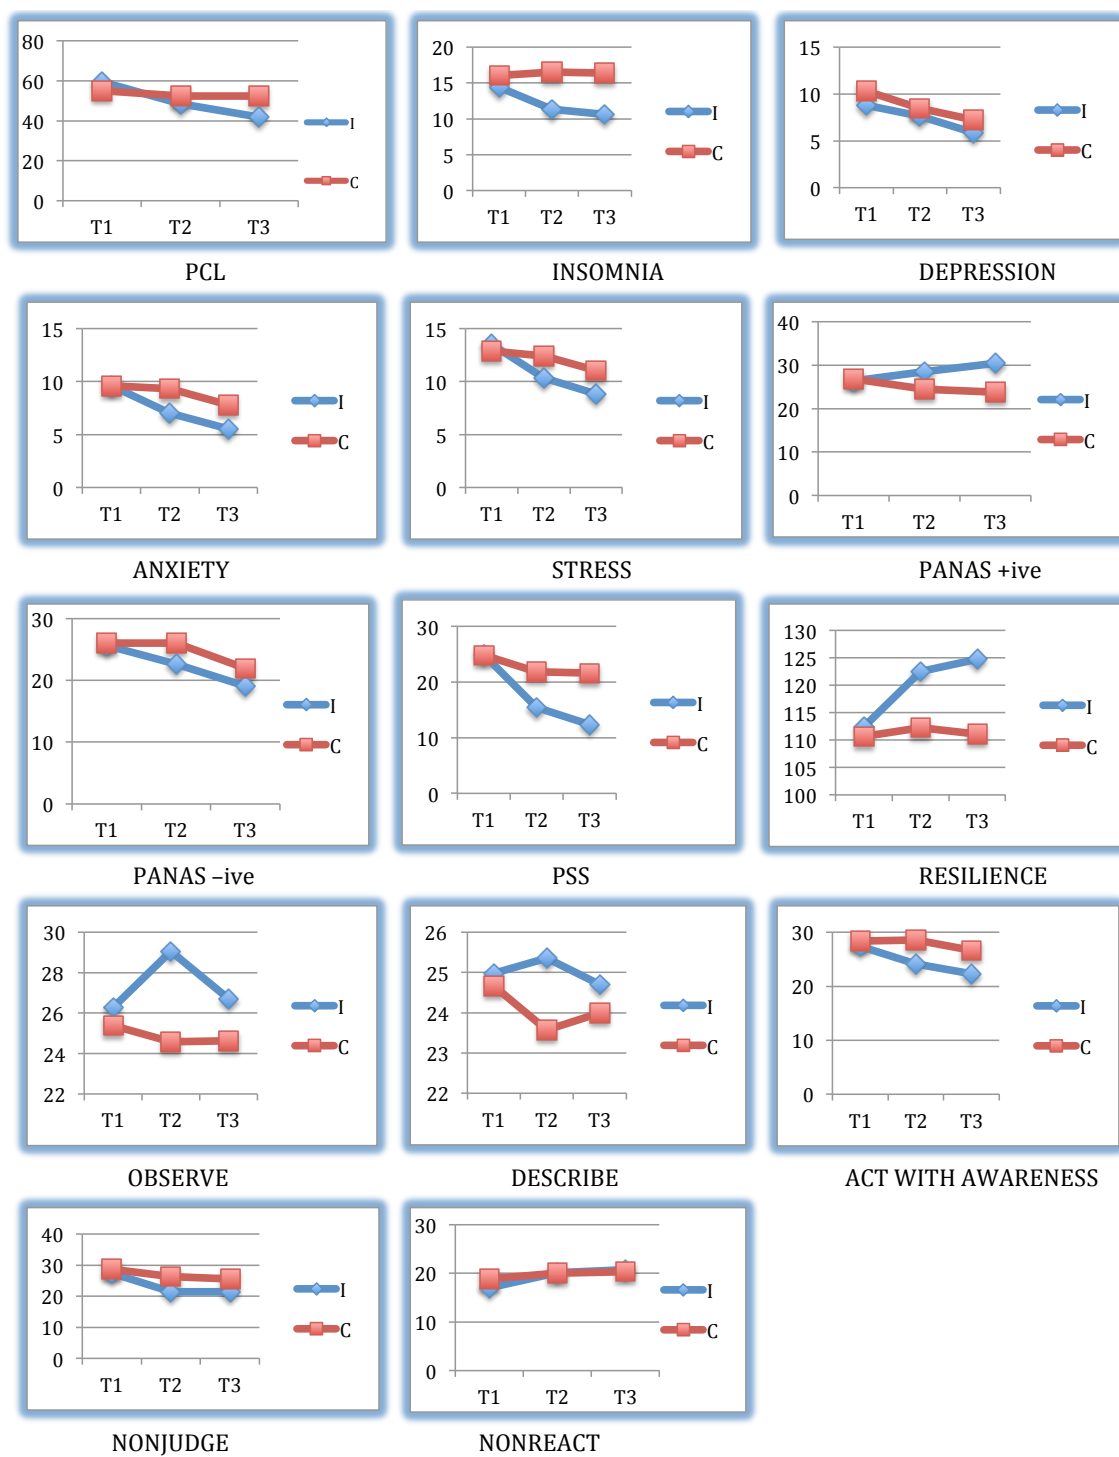 80
60
40
20
0
T1 T2 T3
I
C
PCL
20
15
10
5
0
T1 T2 T3
I
C
INSOMNIA
15
10
5
0
T1 T2 T3
I
C
DEPRESSION
15
10
5
0
T1 T2 T3
I
C
ANXIETY
15
10
5
0
T1 T2 T3
I
C
STRESS
40
30
20
10
0
T1 T2 T3
I
C
PANAS +ive
30
20
10
0
T1 T2 T3
I
C
PANAS –ive
30
20
10
0
T1 T2 T3
I
C
PSS
130
125
120
115
110
105
100
T1 T2 T3
I
C
RESILIENCE
30
28
26
24
22
T1 T2 T3
I
C
OBSERVE
26
25
24
23
22
T1 T2 T3
I
C
DESCRIBE
30
20
10
0
T1 T2 T3
I
C
ACT WITH AWARENESS
40
30
20
10
0
T1 T2 T3
I
C
NONJUDGE
30
20
10
0
T1 T2 T3
I
C
NONREACT